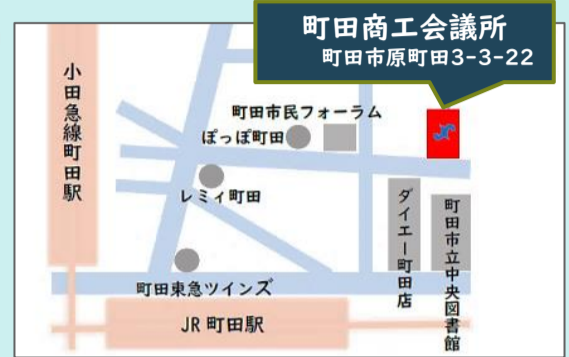 町田商工会議所
町田市原町田3-3-22
小田急線町田駅
町田市民フォーラム
ぽっぽ町田
レミィ町田
ダイエー町田店
町田市立中央図書館
町田東急ツインズ
JR 町田駅